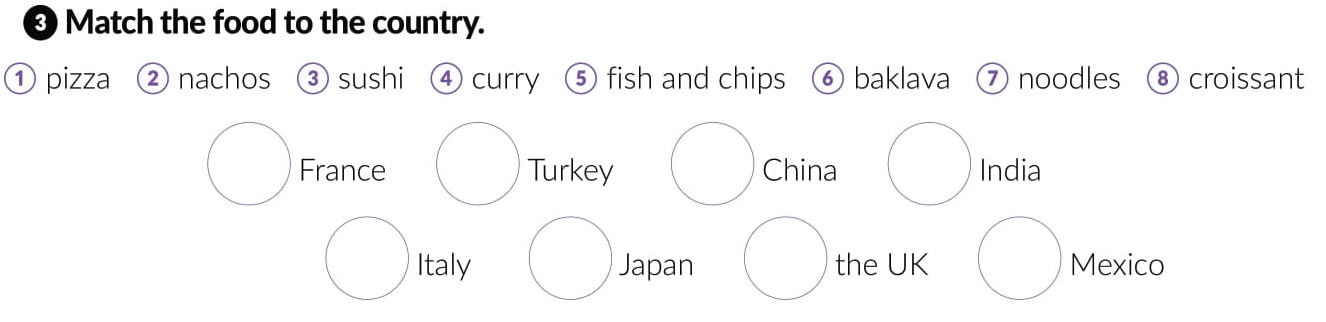 3 Match the food to the country.
1 pizza 2 nachos 3 sushi 4 curry 5 fish and chips 6 baklava 7 noodles 8 croissant
France Turkey China India
Italy Japan the UK Mexico